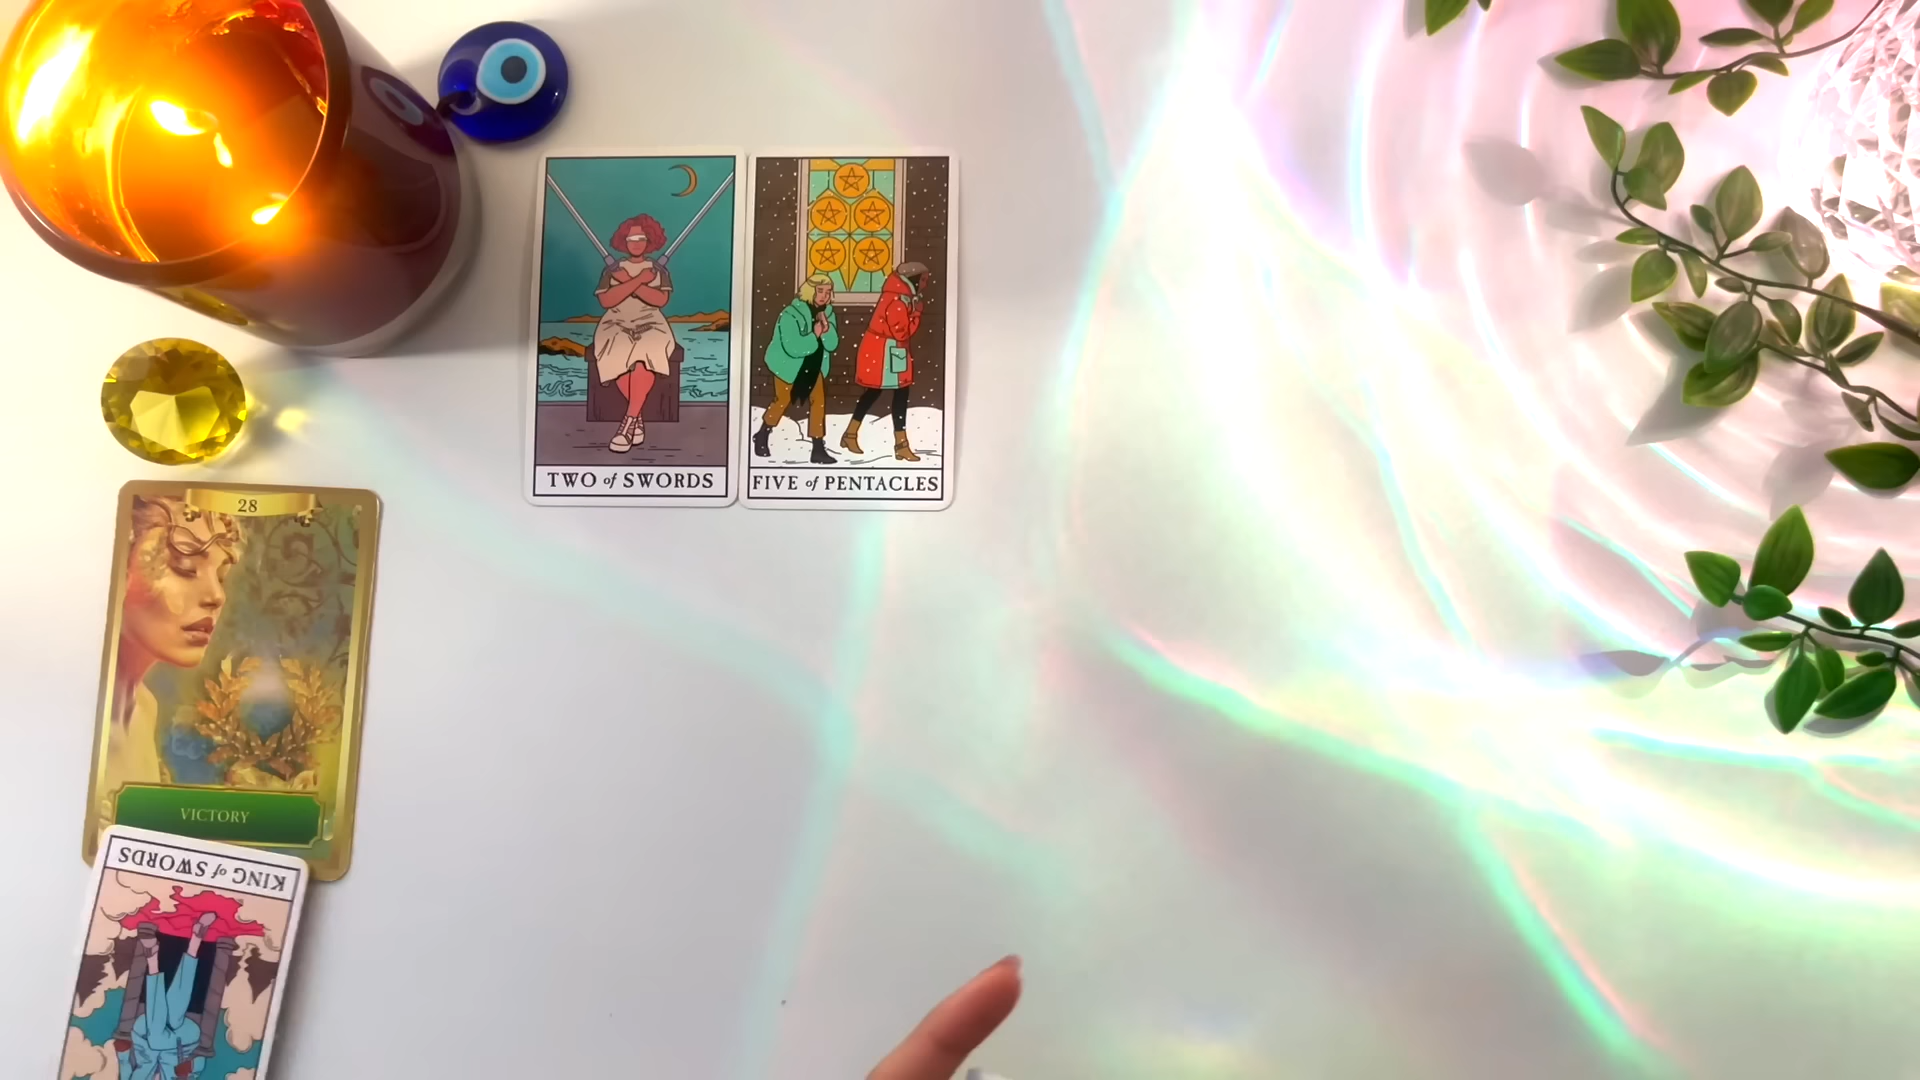 TWO of SWORDS
FIVE of PENTACLES
28
VICTORY
KING of SWORDS